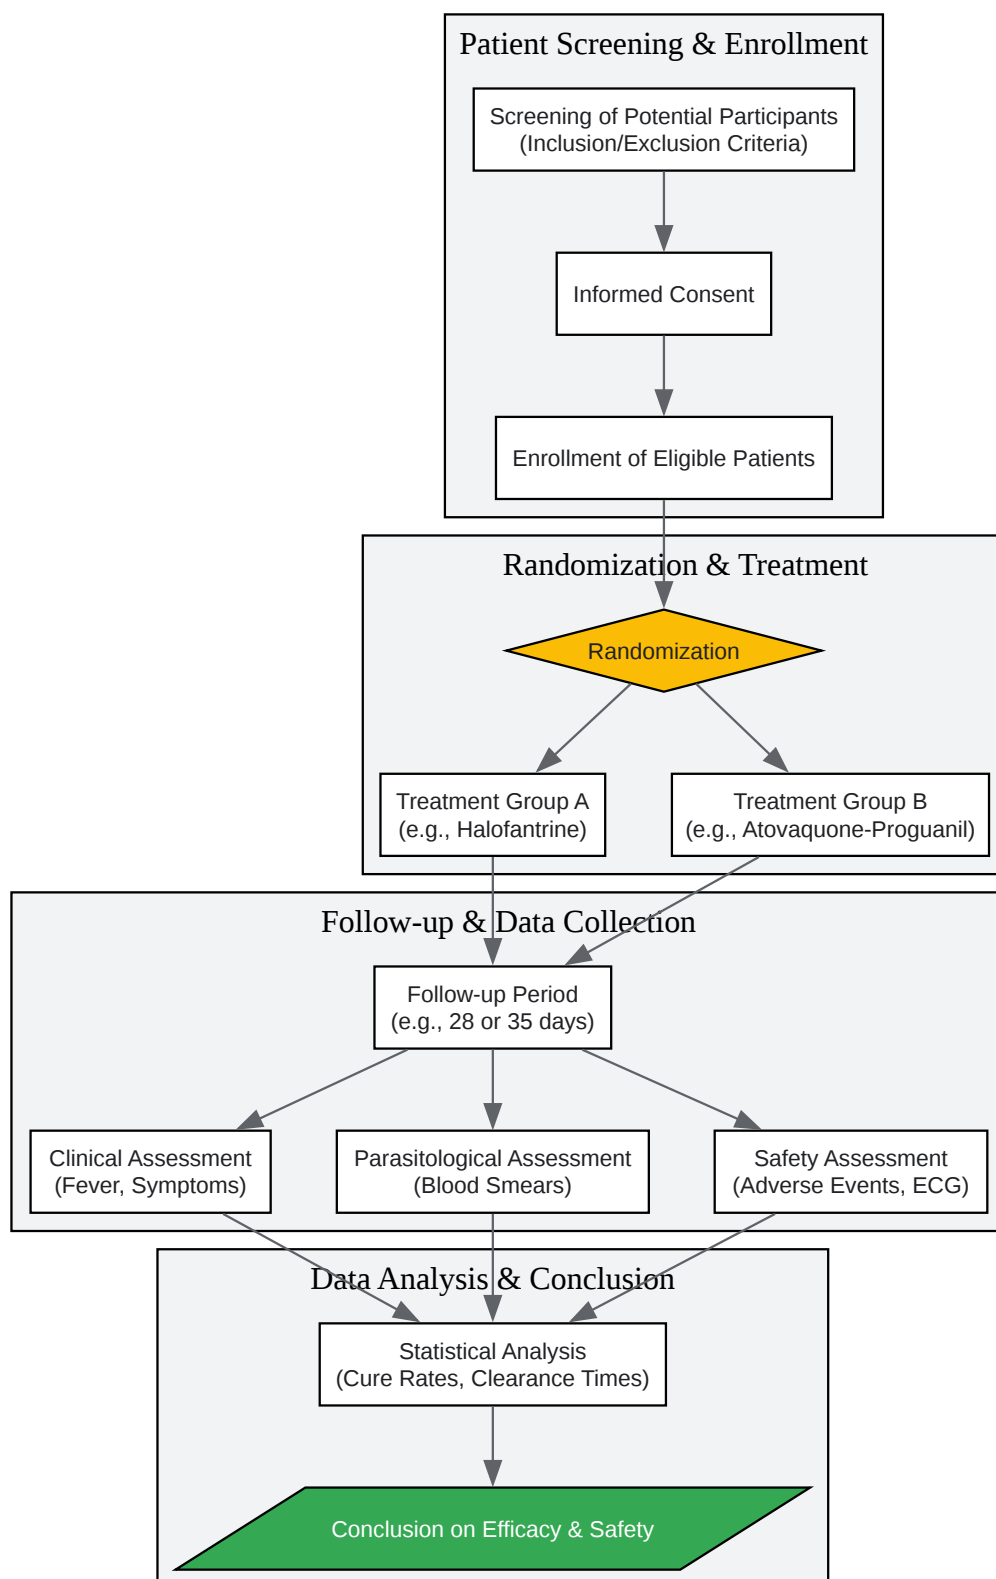 Patient Screening & Enrollment
Screening of Potential Participants
(Inclusion/Exclusion Criteria)
Informed Consent
Enrollment of Eligible Patients
Randomization & Treatment
Randomization
Treatment Group A
(e.g., Halofantrine)
Treatment Group B
(e.g., Atovaquone-Proguanil)
Follow-up & Data Collection
Follow-up Period
(e.g., 28 or 35 days)
Clinical Assessment
(Fever, Symptoms)
Parasitological Assessment
(Blood Smears)
Safety Assessment
(Adverse Events, ECG)
Data Analysis & Conclusion
Statistical Analysis
(Cure Rates, Clearance Times)
Conclusion on Efficacy & Safety